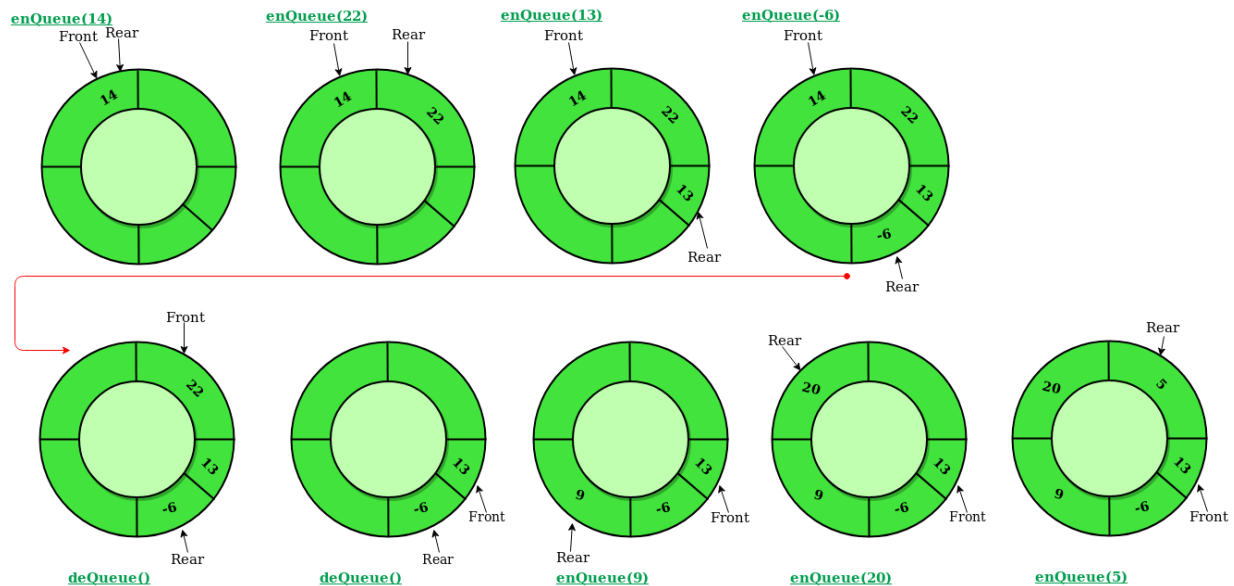 enQueue(14)
Front
Rear
14
enQueue(22)
Front
Rear
14
22
enQueue(13)
Front
14
22
13
Rear
enQueue(-6)
Front
14
22
13
-6
Rear
Front
22
13
-6
Rear
deQueue()
13
-6
Front
Rear
deQueue()
13
9
-6
Front
Rear
enQueue(9)
Rear
20
13
9
-6
Front
enQueue(20)
Rear
20
5
13
9
-6
Front
enQueue(5)